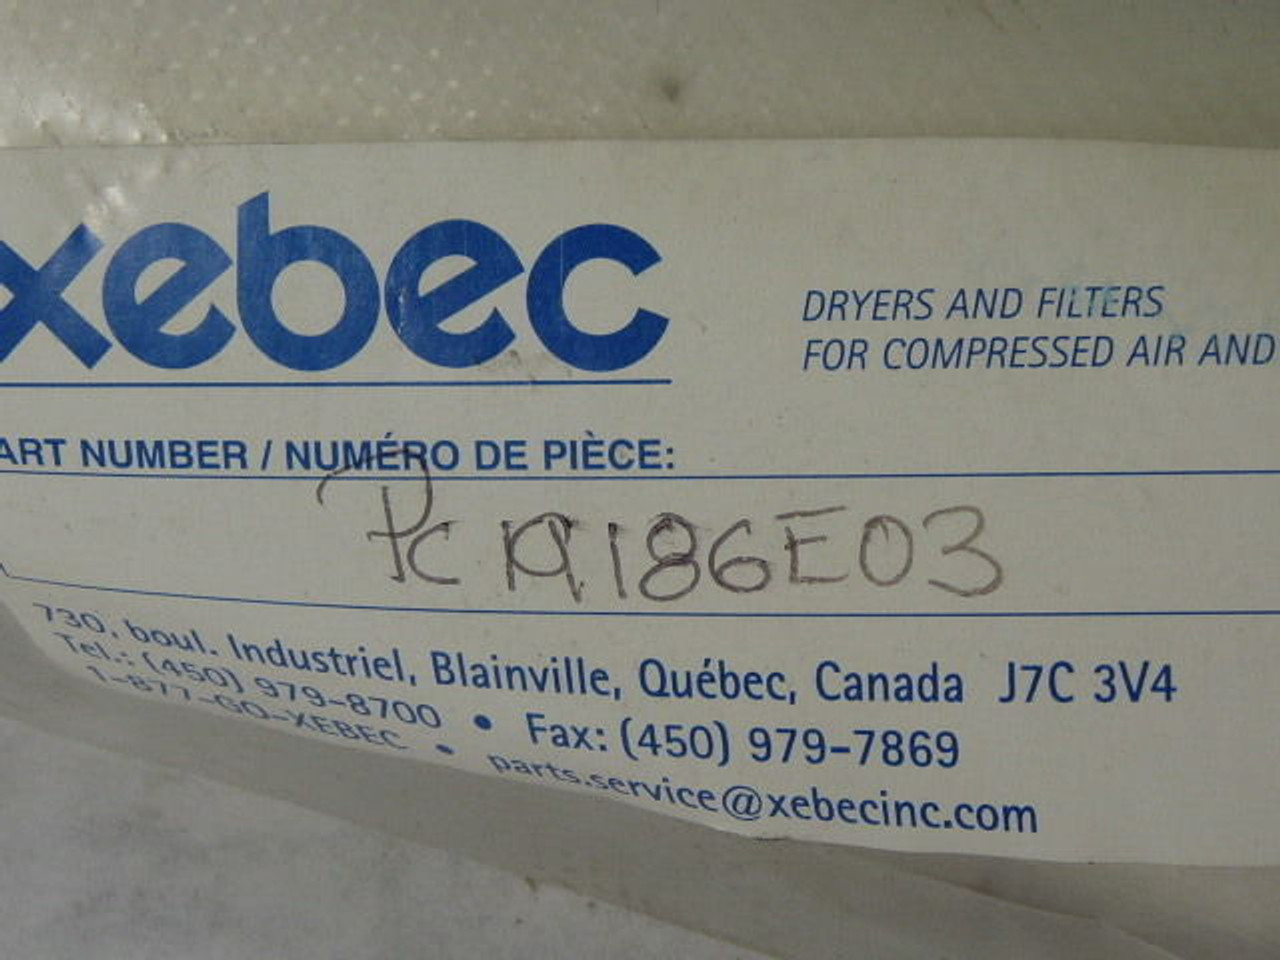 xebec
DRYERS AND FILTERS
FOR COMPRESSED AIR AND
ART NUMBER / NUMÉRO DE PIÈCE:
PC19186E03
730, boul. Industriel, Blainville, Québec, Canada J7C 3V4
Tel.: (450) 979-8700 • Fax: (450) 979-7869
1-877-GO-XEBEC • parts.service@xebecinc.com